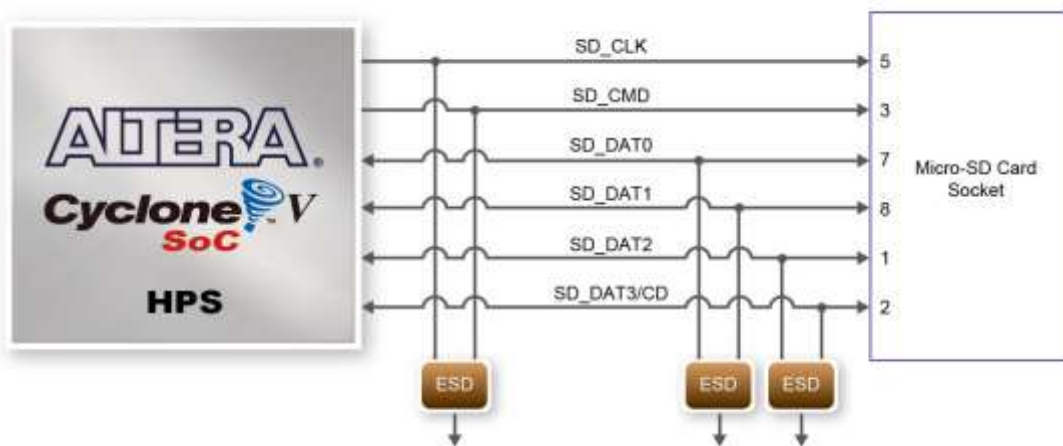 SD_CLK
5
SD_CMD
3
SD_DAT0
7
SD_DAT1
8
SD_DAT2
1
SD_DAT3/CD
2
ALTERA.
Cyclone V
SoC
HPS
Micro-SD Card
Socket
ESD
ESD
ESD